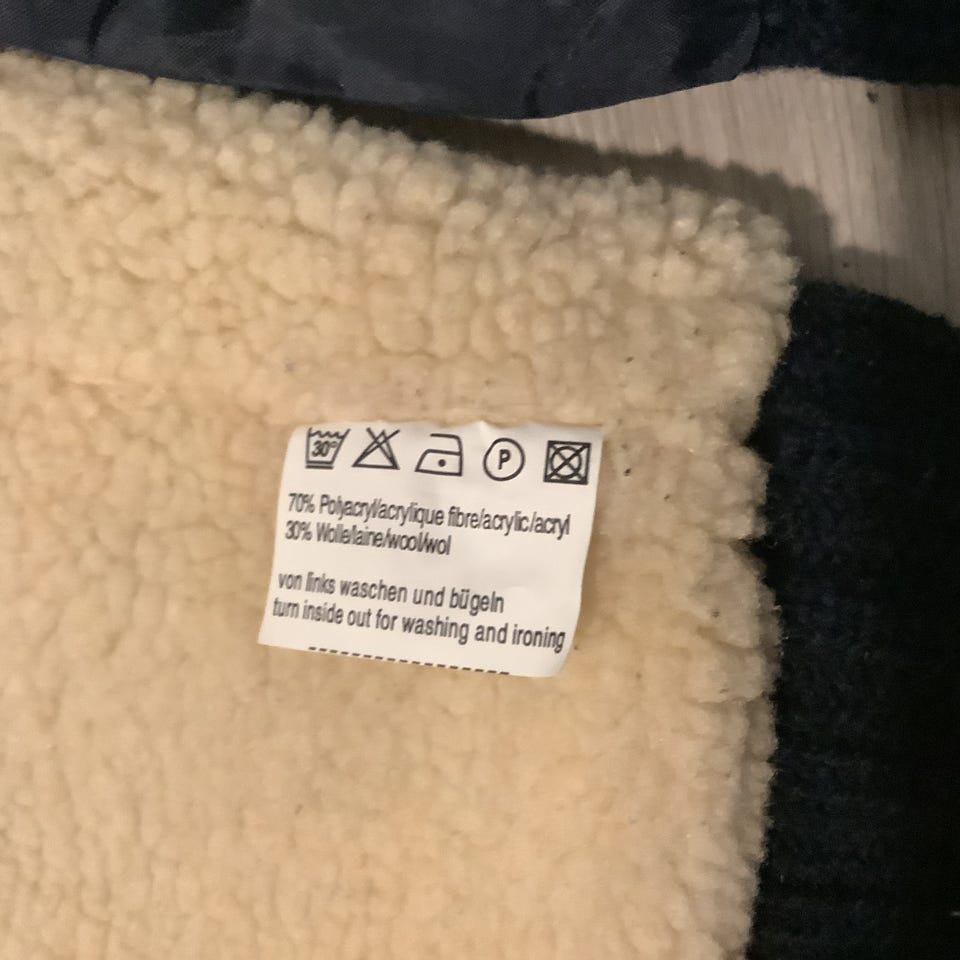 30°
P
70% Polyacryl/acrylique fibre/acrylic/acryl
30% Wolle/laine/wool/wol
von links waschen und bügeln
turn inside out for washing and ironing